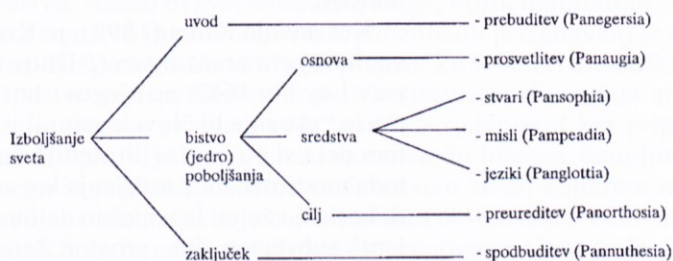 uvod - prebuditev (Panegersia)
osnova - prosvetlitev (Panaugia)
- stvari (Pansophia)
Izboljšanje bistvo sredstva - misli (Pampeadia)
sveta (jedro)
poboljšanja - jeziki (Panglottia)
cilj - preureditev (Panorthosia)
zaključek - spodbuditev (Pannuthesia)